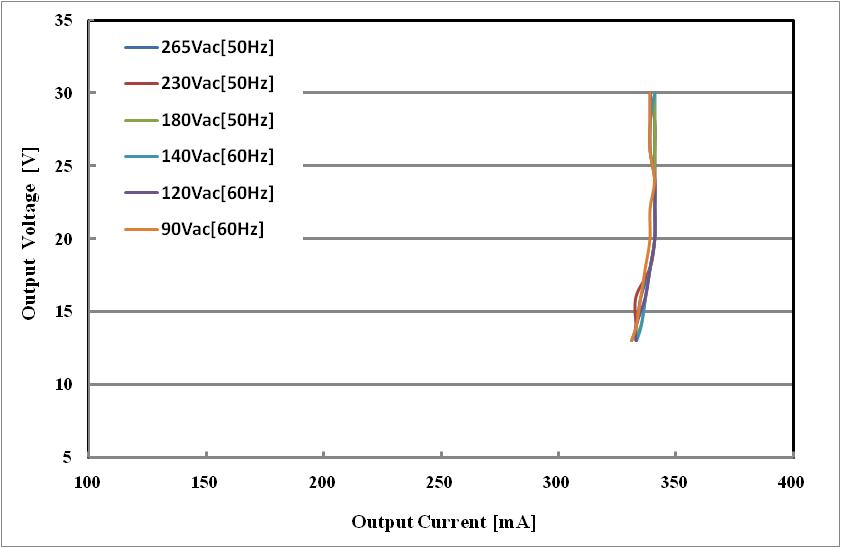 35
30
25
20
15
10
5
Output Voltage [V]
265Vac[50Hz]
230Vac[50Hz]
180Vac[50Hz]
140Vac[60Hz]
120Vac[60Hz]
90Vac[60Hz]
100 150 200 250 300 350 400
Output Current [mA]